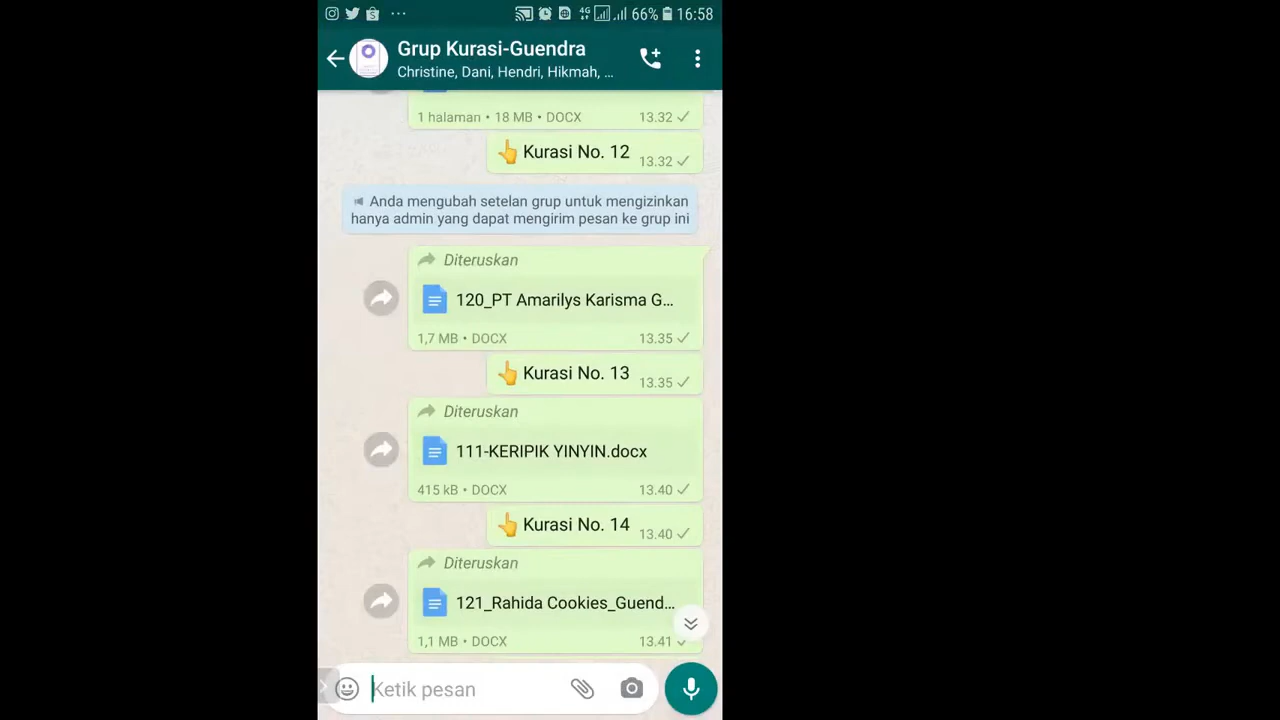 4G 66% 16:58
Grup Kurasi-Guendra
Christine, Dani, Hendri, Hikmah, ...
1 halaman • 18 MB • DOCX 13.32
👆 Kurasi No. 12 13.32
Anda mengubah setelan grup untuk mengizinkan
hanya admin yang dapat mengirim pesan ke grup ini
Diteruskan
120_PT Amarilys Karisma G...
1,7 MB • DOCX 13.35
👆 Kurasi No. 13 13.35
Diteruskan
111-KERIPIK YINYIN.docx
415 kB • DOCX 13.40
👆 Kurasi No. 14 13.40
Diteruskan
121_Rahida Cookies_Guend...
1,1 MB • DOCX 13.41
Ketik pesan